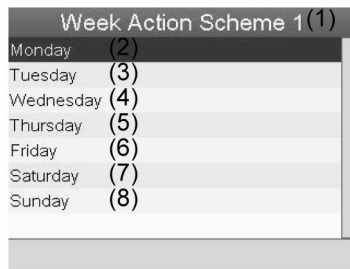 Week Action Scheme 1 (1)
Monday (2)
Tuesday (3)
Wednesday (4)
Thursday (5)
Friday (6)
Saturday (7)
Sunday (8)